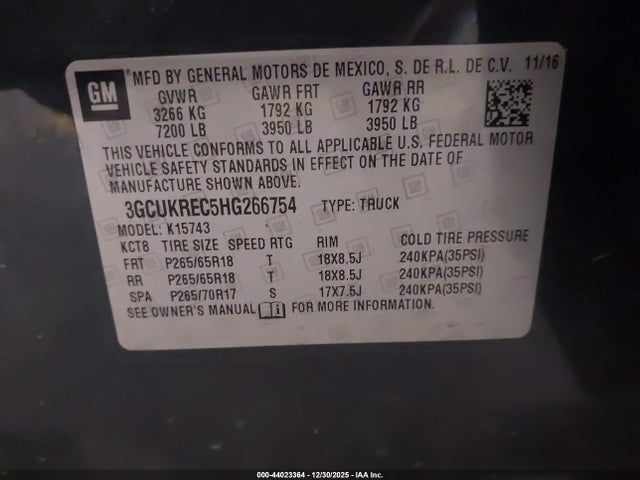 GM
MFD BY GENERAL MOTORS DE MEXICO, S. DE R.L. DE C.V. 11/16
GVWR GAWR FRT GAWR RR
3266 KG 1792 KG 1792 KG
7200 LB 3950 LB 3950 LB
THIS VEHICLE CONFORMS TO ALL APPLICABLE U.S. FEDERAL MOTOR
VEHICLE SAFETY STANDARDS IN EFFECT ON THE DATE OF
MANUFACTURE SHOWN ABOVE.
3GCUKREC5HG266754 TYPE: TRUCK
MODEL: K15743
KCT8 TIRE SIZE SPEED RTG RIM COLD TIRE PRESSURE
FRT P265/65R18 T 18X8.5J 240KPA(35PSI)
RR P265/65R18 T 18X8.5J 240KPA(35PSI)
SPA P265/70R17 S 17X7.5J 240KPA(35PSI)
SEE OWNER'S MANUAL FOR MORE INFORMATION.
000-44023364 - 12/30/2025 - IAA Inc.